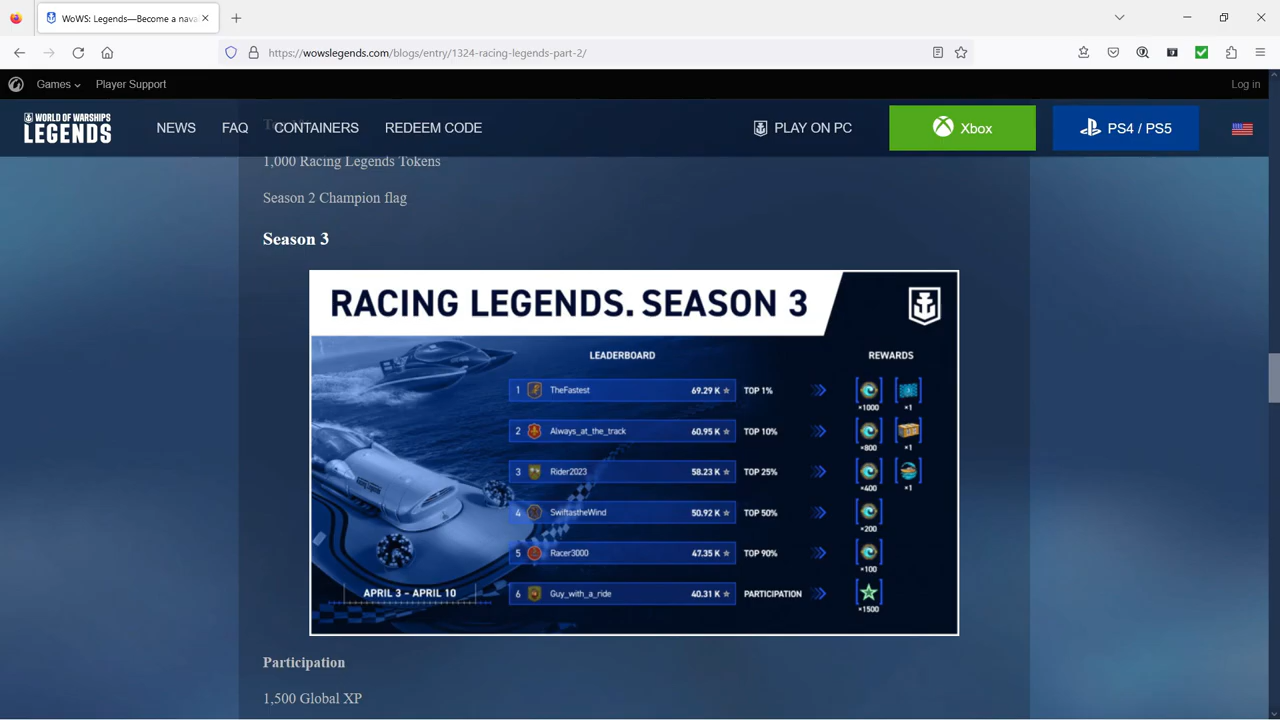 WoWS: Legends—Become a nava
https://wowslegends.com/blogs/entry/1324-racing-legends-part-2/
Games
Player Support
Log in
WORLD OF WARSHIPS
LEGENDS
NEWS
FAQ
CONTAINERS
REDEEM CODE
PLAY ON PC
Xbox
PS4 / PS5
1,000 Racing Legends Tokens
Season 2 Champion flag
Season 3
RACING LEGENDS. SEASON 3
LEADERBOARD
REWARDS
1 TheFastest 69.29 K TOP 1% ×1000 ×1
2 Always_at_the_track 60.95 K TOP 10% ×800 ×1
3 Rider2023 58.23 K TOP 25% ×400 ×1
4 SwiftastheWind 50.92 K TOP 50% ×200
5 Racer3000 47.35 K TOP 90% ×100
6 Guy_with_a_ride 40.31 K PARTICIPATION ×1500
APRIL 3 – APRIL 10
Participation
1,500 Global XP